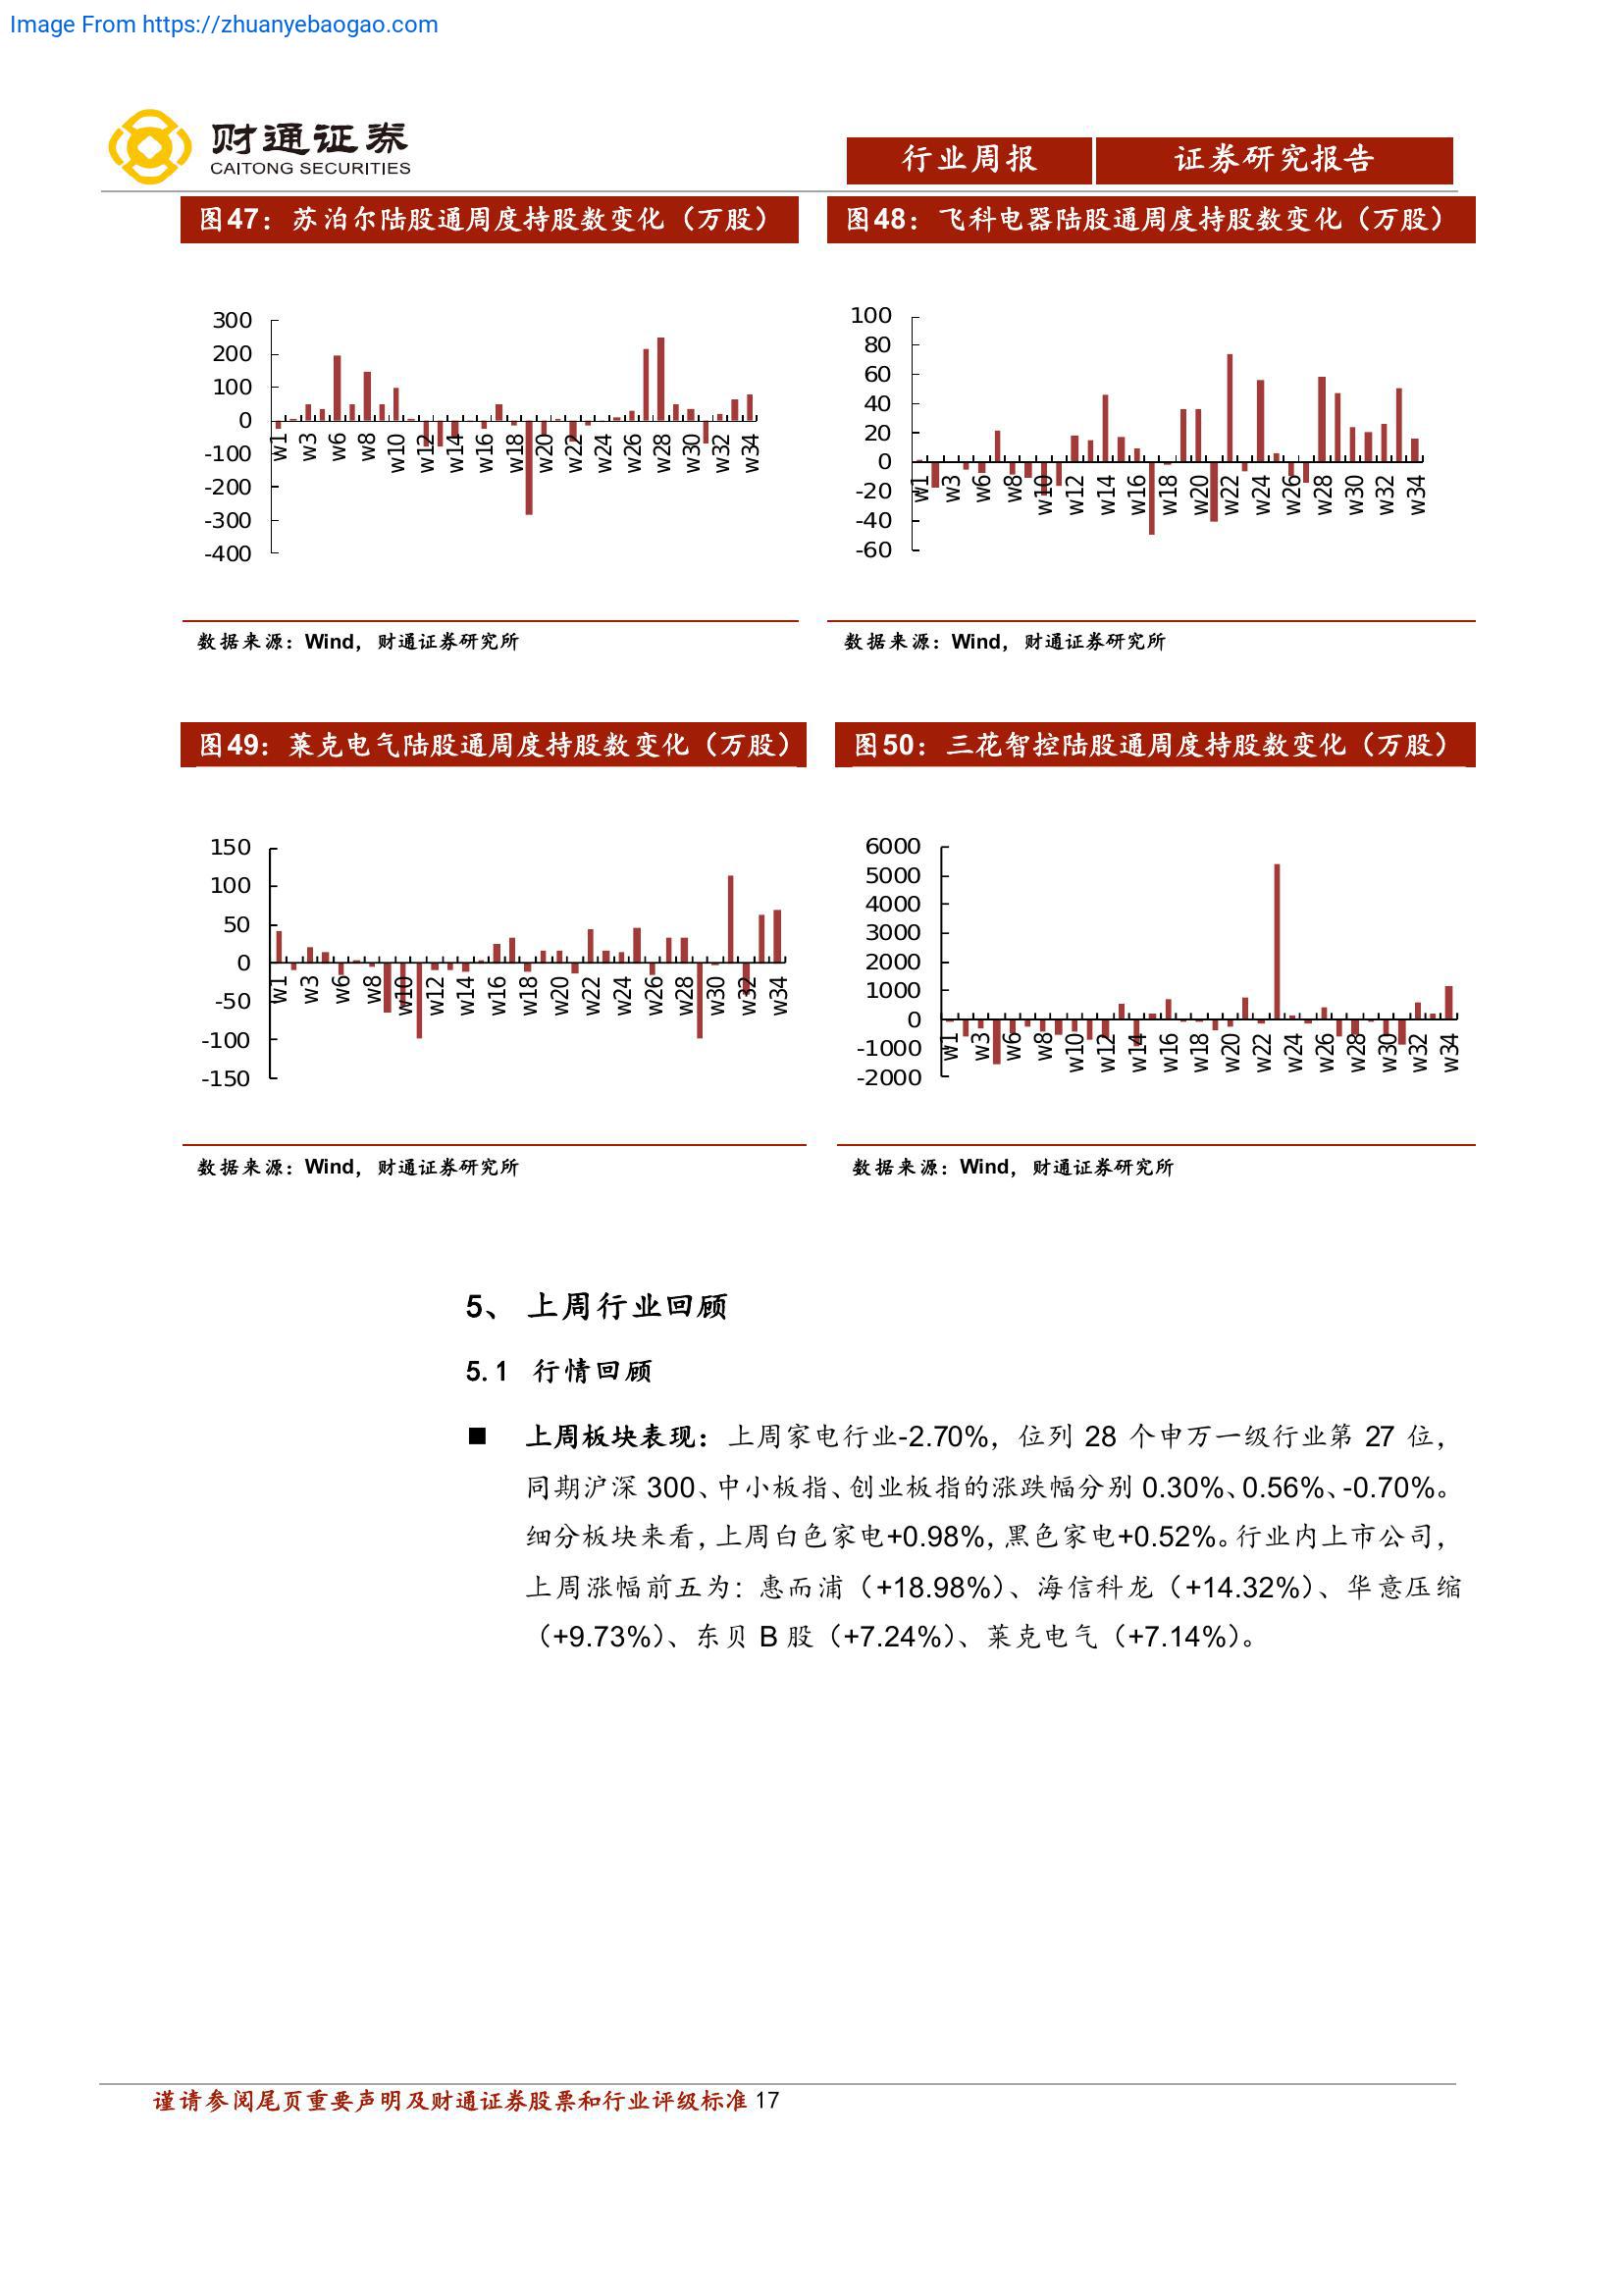 Image From https://zhuanyebaogao.com
财通证券
CAITONG SECURITIES
行业周报
证券研究报告
图47：苏泊尔陆股通周度持股数变化（万股）
图48：飞科电器陆股通周度持股数变化（万股）
300
200
100
0
-100
-200
-300
-400
w1 w3 w6 w8 w10 w12 w14 w16 w18 w20 w22 w24 w26 w28 w30 w32 w34
100
80
60
40
20
0
-20
-40
-60
w1 w3 w6 w8 w10 w12 w14 w16 w18 w20 w22 w24 w26 w28 w30 w32 w34
数据来源：Wind，财通证券研究所
数据来源：Wind，财通证券研究所
图49：莱克电气陆股通周度持股数变化（万股）
图50：三花智控陆股通周度持股数变化（万股）
150
100
50
0
-50
-100
-150
w1 w3 w6 w8 w10 w12 w14 w16 w18 w20 w22 w24 w26 w28 w30 w32 w34
6000
5000
4000
3000
2000
1000
0
-1000
-2000
w1 w3 w6 w8 w10 w12 w14 w16 w18 w20 w22 w24 w26 w28 w30 w32 w34
数据来源：Wind，财通证券研究所
数据来源：Wind，财通证券研究所
5、 上周行业回顾
5.1 行情回顾
■ 上周板块表现：上周家电行业-2.70%，位列 28 个申万一级行业第 27 位，
同期沪深 300、中小板指、创业板指的涨跌幅分别 0.30%、0.56%、-0.70%。
细分板块来看，上周白色家电+0.98%，黑色家电+0.52%。行业内上市公司，
上周涨幅前五为：惠而浦（+18.98%）、海信科龙（+14.32%）、华意压缩
（+9.73%）、东贝 B 股（+7.24%）、莱克电气（+7.14%）。
谨请参阅尾页重要声明及财通证券股票和行业评级标准 17